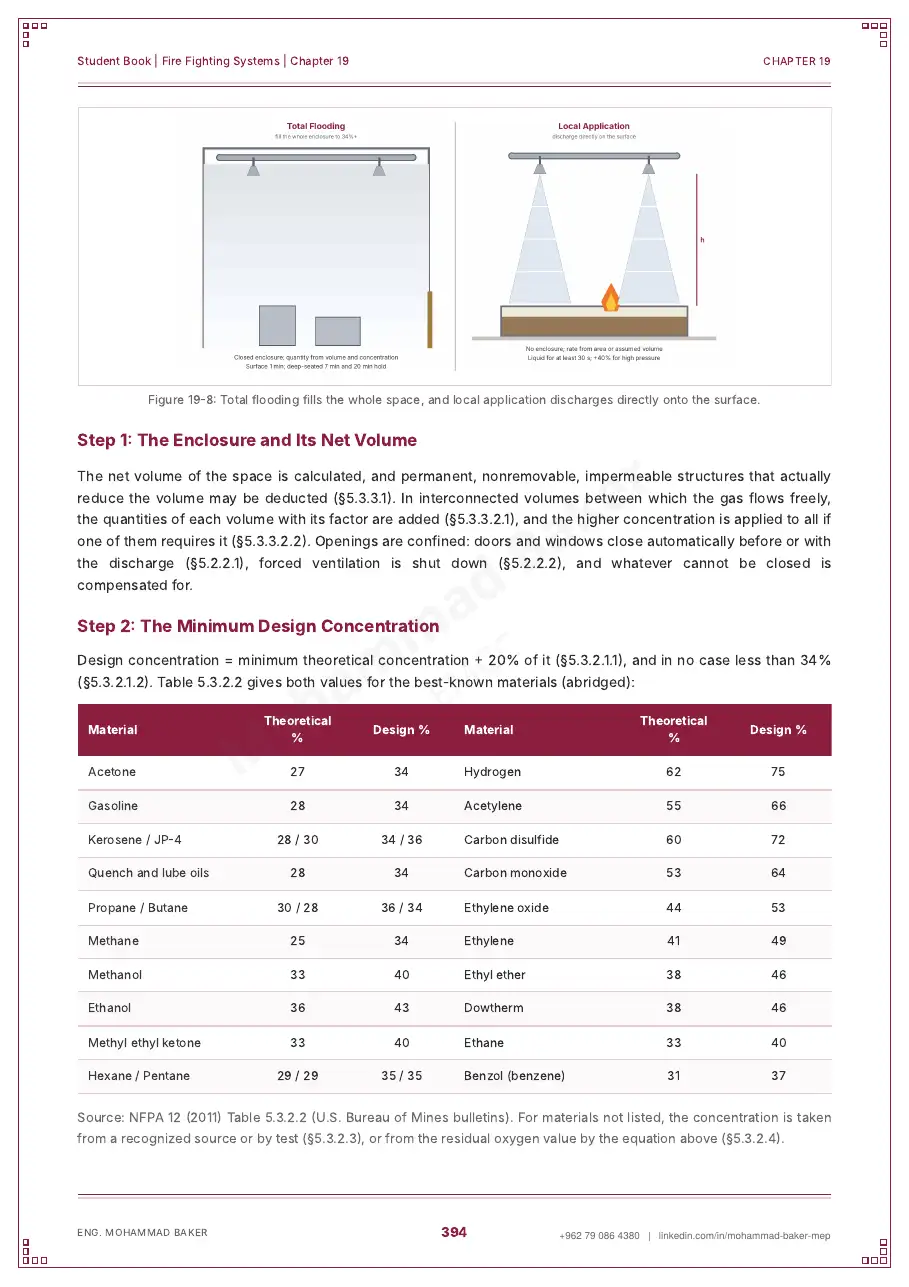 Student Book | Fire Fighting Systems | Chapter 19
CHAPTER 19
Total Flooding
fill the whole enclosure to 34%+
Closed enclosure; quantity from volume and concentration
Surface 1 min; deep-seated 7 min and 20 min hold
Local Application
discharge directly on the surface
h
No enclosure; rate from area or assumed volume
Liquid for at least 30 s; +40% for high pressure
Figure 19-8: Total flooding fills the whole space, and local application discharges directly onto the surface.
Step 1: The Enclosure and Its Net Volume
The net volume of the space is calculated, and permanent, nonremovable, impermeable structures that actually
reduce the volume may be deducted (§5.3.3.1). In interconnected volumes between which the gas flows freely,
the quantities of each volume with its factor are added (§5.3.3.2.1), and the higher concentration is applied to all if
one of them requires it (§5.3.3.2.2). Openings are confined: doors and windows close automatically before or with
the discharge (§5.2.2.1), forced ventilation is shut down (§5.2.2.2), and whatever cannot be closed is
compensated for.
Step 2: The Minimum Design Concentration
Design concentration = minimum theoretical concentration + 20% of it (§5.3.2.1.1), and in no case less than 34%
(§5.3.2.1.2). Table 5.3.2.2 gives both values for the best-known materials (abridged):
Material Theoretical % Design % Material Theoretical % Design %
Acetone 27 34 Hydrogen 62 75
Gasoline 28 34 Acetylene 55 66
Kerosene / JP-4 28 / 30 34 / 36 Carbon disulfide 60 72
Quench and lube oils 28 34 Carbon monoxide 53 64
Propane / Butane 30 / 28 36 / 34 Ethylene oxide 44 53
Methane 25 34 Ethylene 41 49
Methanol 33 40 Ethyl ether 38 46
Ethanol 36 43 Dowtherm 38 46
Methyl ethyl ketone 33 40 Ethane 33 40
Hexane / Pentane 29 / 29 35 / 35 Benzol (benzene) 31 37
Source: NFPA 12 (2011) Table 5.3.2.2 (U.S. Bureau of Mines bulletins). For materials not listed, the concentration is taken
from a recognized source or by test (§5.3.2.3), or from the residual oxygen value by the equation above (§5.3.2.4).
ENG. MOHAMMAD BAKER
394
+962 79 086 4380 | linkedin.com/in/mohammad-baker-mep